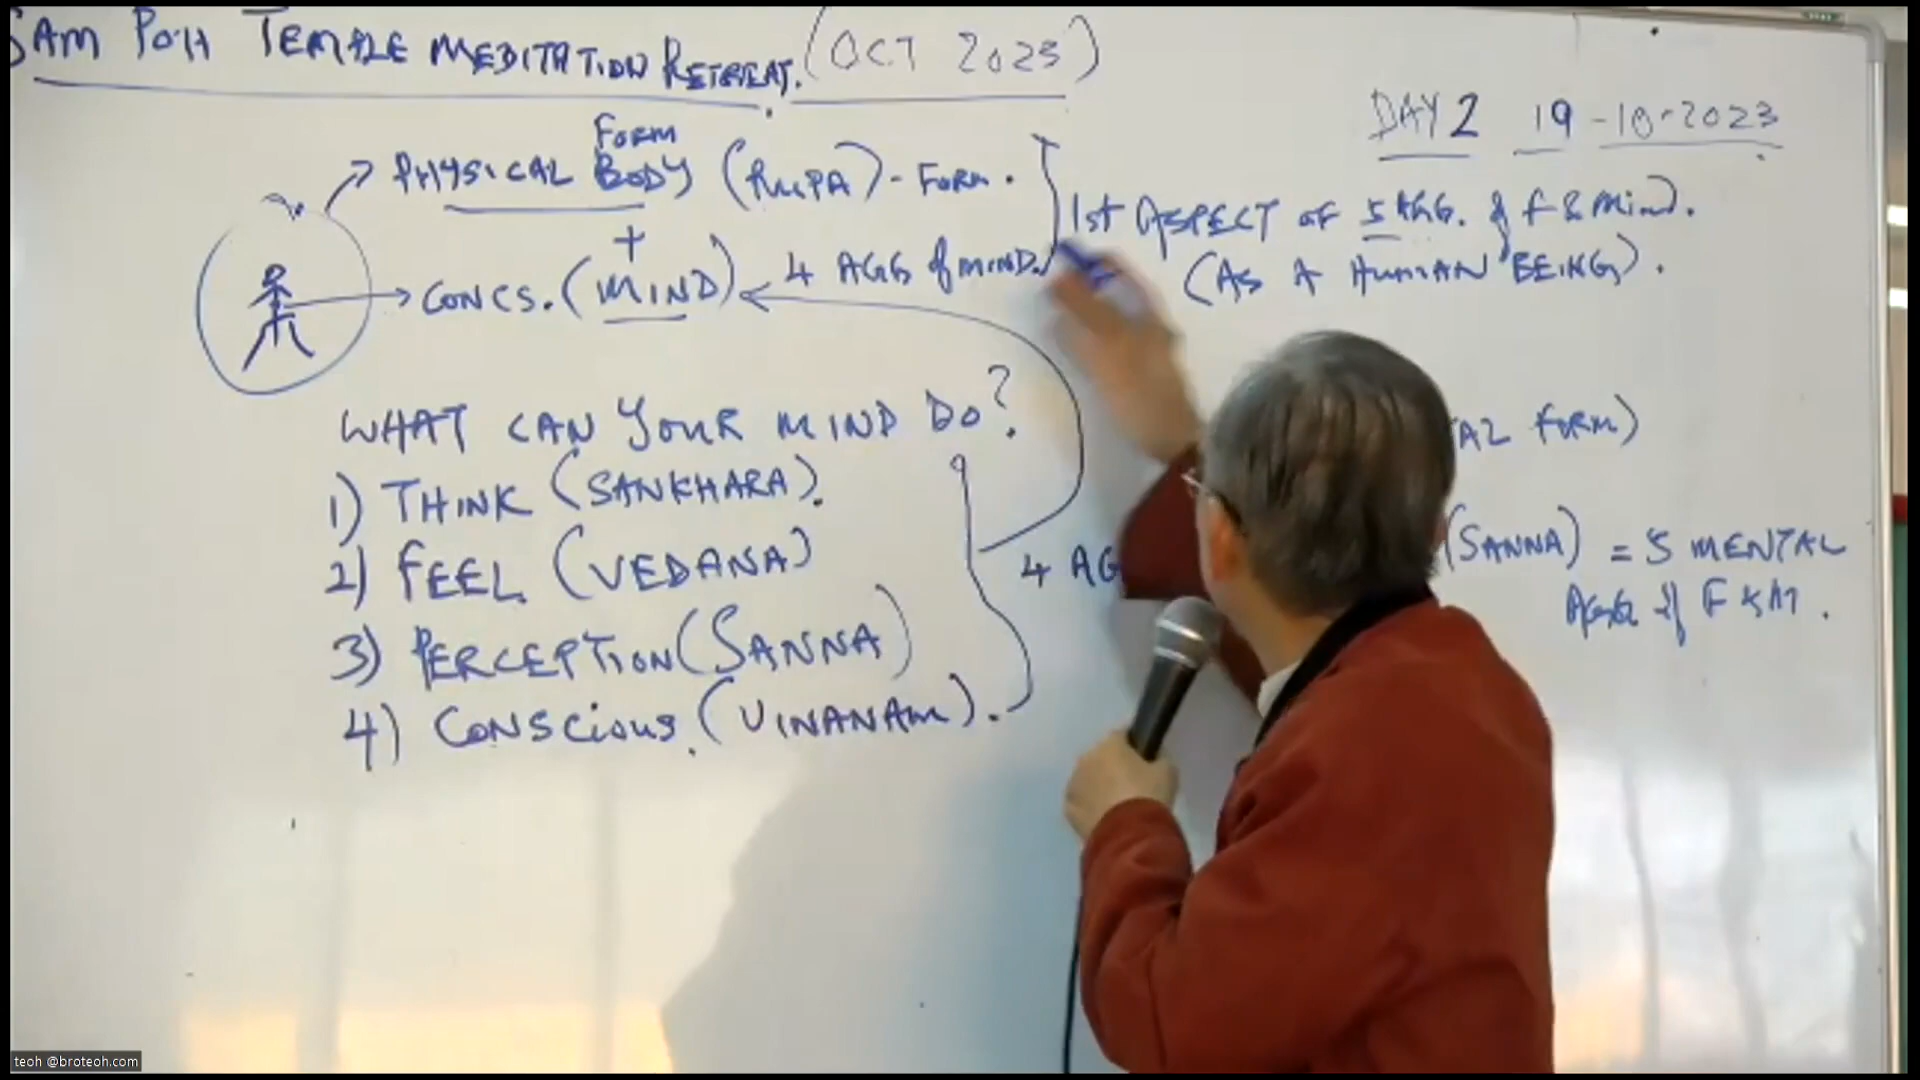 SAM POH TEMPLE MEDITATION RETREAT. (OCT 2023)
DAY 2 19-10-2023
FORM
PHYSICAL BODY (RUPA) - FORM.
+
CONCS. (MIND) 4 AGG of MIND.
1st ASPECT OF 5 AGG. of F & MIND.
(AS A HUMAN BEING).
WHAT CAN YOUR MIND DO?
1) THINK (SANKHARA).
2) FEEL (VEDANA)
3) PERCEPTION (SANNA)
4) CONSCIOUS. (VINANAM).
4 AG
TAL FORM)
(SANNA) = 5 MENTAL
AGG of F & M.
teoh @broteoh.com